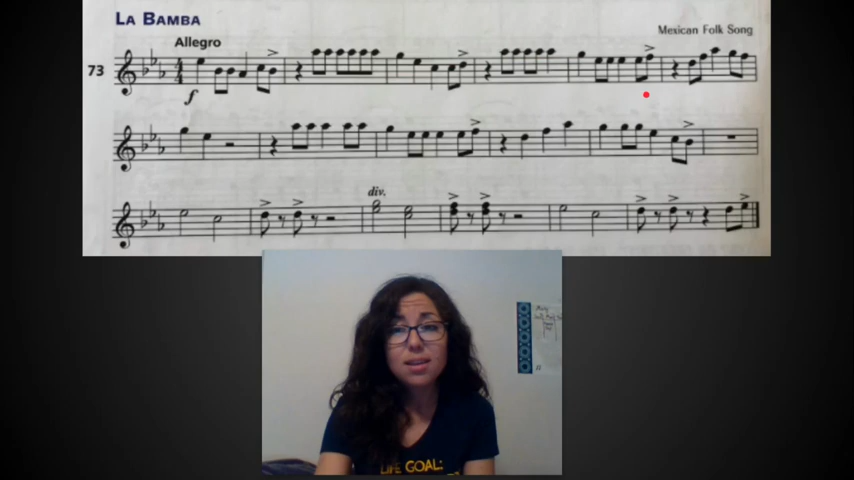 La Bamba
Mexican Folk Song
Allegro
73
f
div.
LIFE GOAL: